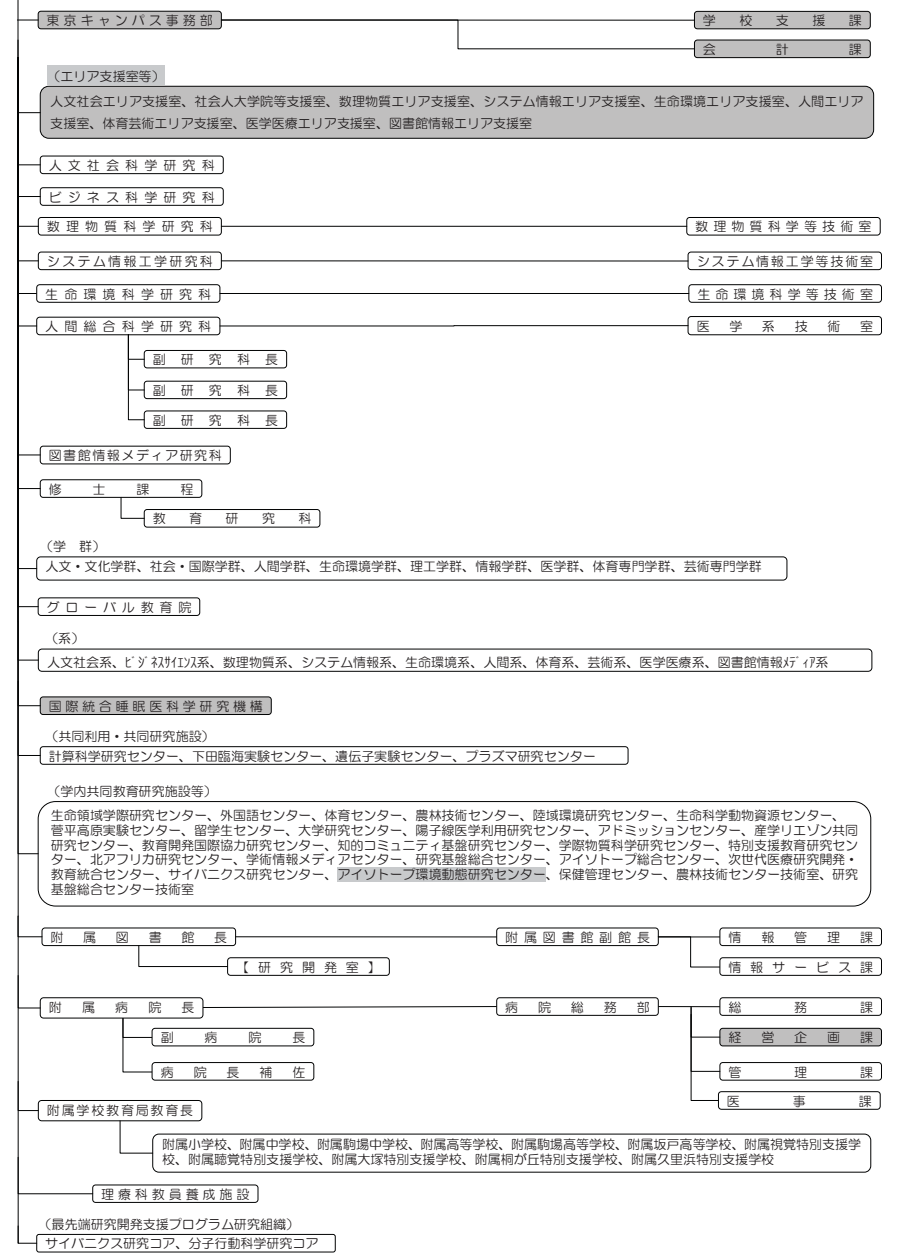 東京キャンパス事務部
学校支援課
会計課
（エリア支援室等）
人文社会エリア支援室、社会人大学院等支援室、数理物質エリア支援室、システム情報エリア支援室、生命環境エリア支援室、人間エリア
支援室、体育芸術エリア支援室、医学医療エリア支援室、図書館情報エリア支援室
人文社会科学研究科
ビジネス科学研究科
数理物質科学研究科
数理物質科学等技術室
システム情報工学研究科
システム情報工学等技術室
生命環境科学研究科
生命環境科学等技術室
人間総合科学研究科
医学系技術室
副研究科長
副研究科長
副研究科長
図書館情報メディア研究科
修士課程
教育研究科
（学　群）
人文・文化学群、社会・国際学群、人間学群、生命環境学群、理工学群、情報学群、医学群、体育専門学群、芸術専門学群
グローバル教育院
（系）
人文社会系、ﾋﾞｼﾞﾈｽｻｲｴﾝｽ系、数理物質系、システム情報系、生命環境系、人間系、体育系、芸術系、医学医療系、図書館情報ﾒﾃﾞｨｱ系
国際統合睡眠医科学研究機構
（共同利用・共同研究施設）
計算科学研究センター、下田臨海実験センター、遺伝子実験センター、プラズマ研究センター
（学内共同教育研究施設等）
生命領域学際研究センター、外国語センター、体育センター、農林技術センター、陸域環境研究センター、生命科学動物資源センター、
菅平高原実験センター、留学生センター、大学研究センター、陽子線医学利用研究センター、アドミッションセンター、産学リエゾン共同
研究センター、教育開発国際協力研究センター、知的コミュニティ基盤研究センター、学際物質科学研究センター、特別支援教育研究セン
ター、北アフリカ研究センター、学術情報メディアセンター、研究基盤総合センター、アイソトープ総合センター、次世代医療研究開発・
教育統合センター、サイバニクス研究センター、アイソトープ環境動態研究センター、保健管理センター、農林技術センター技術室、研究
基盤総合センター技術室
附属図書館長
附属図書館副館長
情報管理課
【研究開発室】
情報サービス課
附属病院長
病院総務部
総務課
副病院長
経営企画課
病院長補佐
管理課
医事課
附属学校教育局教育長
附属小学校、附属中学校、附属駒場中学校、附属高等学校、附属駒場高等学校、附属坂戸高等学校、附属視覚特別支援学
校、附属聴覚特別支援学校、附属大塚特別支援学校、附属桐が丘特別支援学校、附属久里浜特別支援学校
理療科教員養成施設
（最先端研究開発支援プログラム研究組織）
サイバニクス研究コア、分子行動科学研究コア